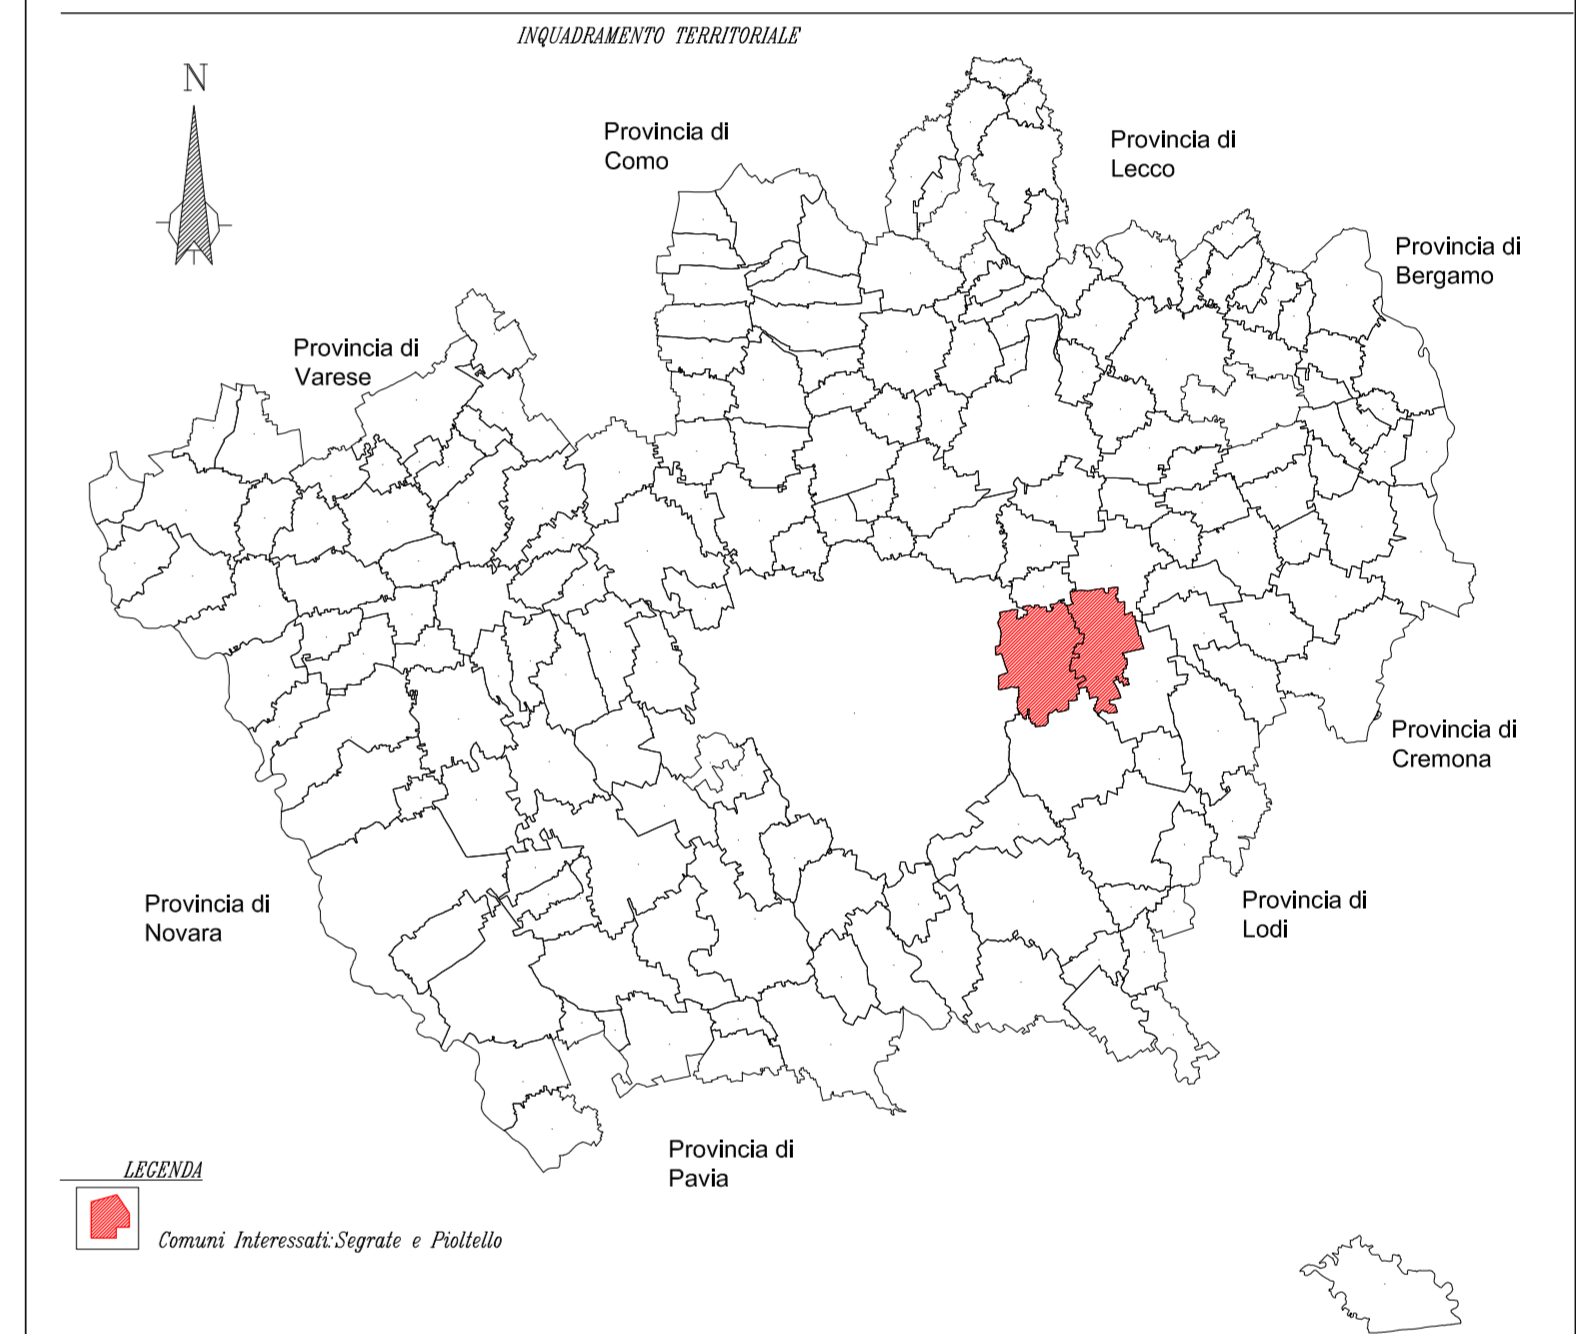 INQUADRAMENTO TERRITORIALE
N
Provincia di
Como
Provincia di
Lecco
Provincia di
Bergamo
Provincia di
Varese
Provincia di
Cremona
Provincia di
Novara
Provincia di
Lodi
Provincia di
Pavia
LEGENDA
Comuni Interessati: Segrate e Pioltello